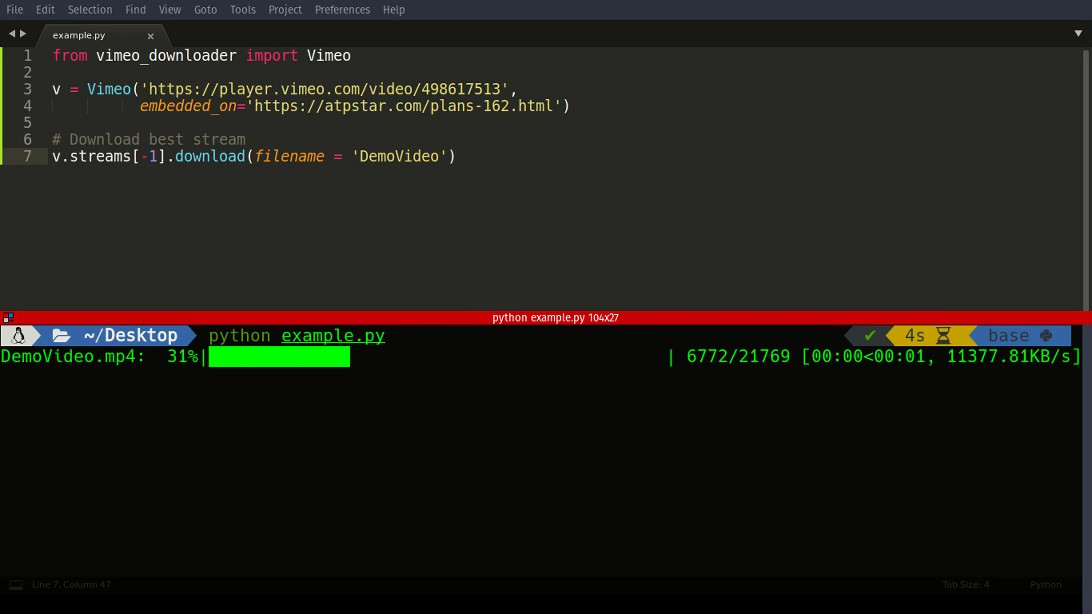 File Edit Selection Find View Goto Tools Project Preferences Help
example.py ×
1 from vimeo_downloader import Vimeo
2
3 v = Vimeo('https://player.vimeo.com/video/498617513',
4 embedded_on='https://atpstar.com/plans-162.html')
5
6 # Download best stream
7 v.streams[-1].download(filename = 'DemoVideo')
python example.py 104x27
~/Desktop python example.py ✔ 4s base
DemoVideo.mp4: 31%| | 6772/21769 [00:00<00:01, 11377.81KB/s]
Line 7, Column 47 Tab Size: 4 Python